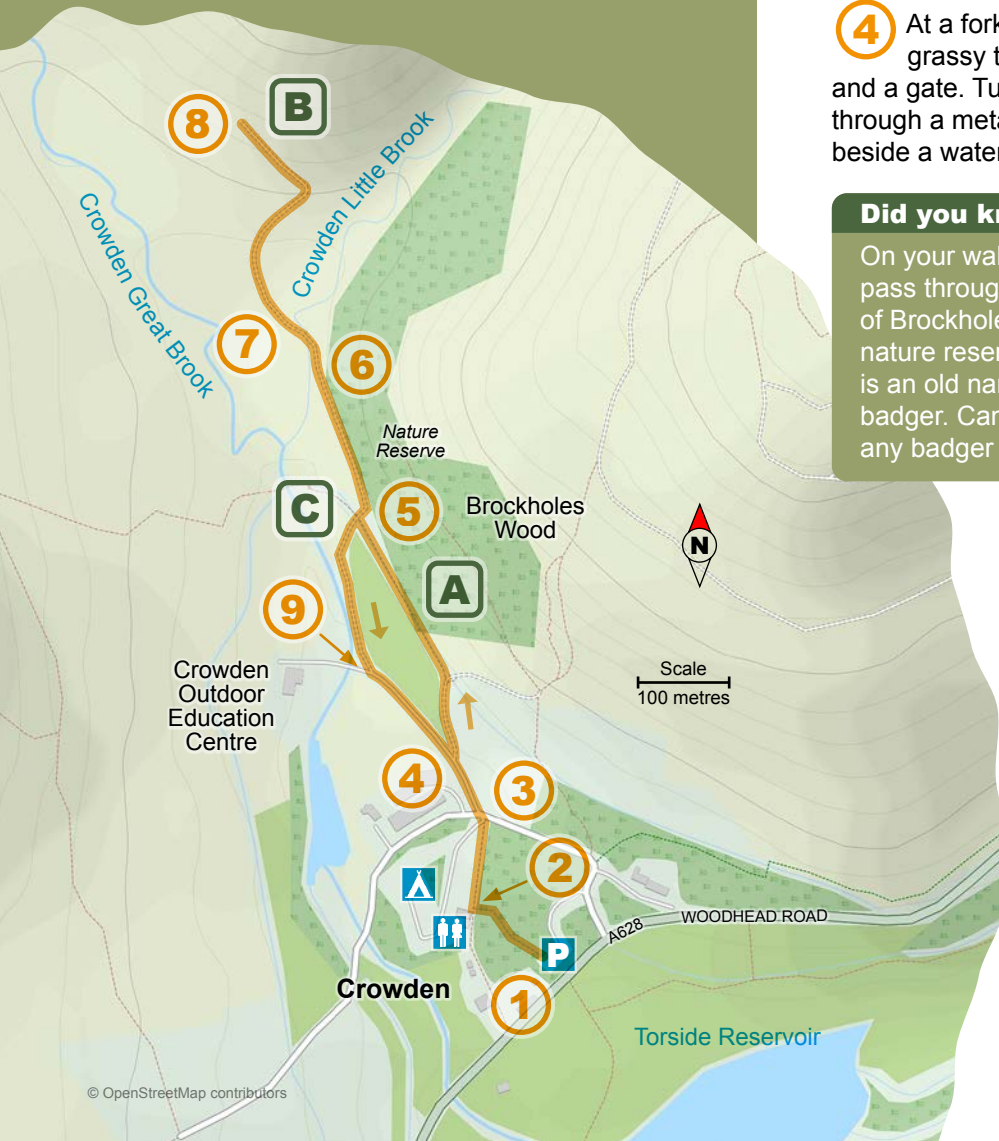 4 At a fork
grassy t
and a gate. Tu
through a meta
beside a water
Did you kn
On your wal
pass throug
of Brockhole
nature reser
is an old nar
badger. Can
any badger
B
8
Crowden Little Brook
Crowden Great Brook
7
6
Nature
Reserve
C
5
Brockholes
Wood
N
A
9
Crowden
Outdoor
Education
Centre
Scale
100 metres
4
3
2
WOODHEAD ROAD
A628
P
Crowden
1
Torside Reservoir
© OpenStreetMap contributors